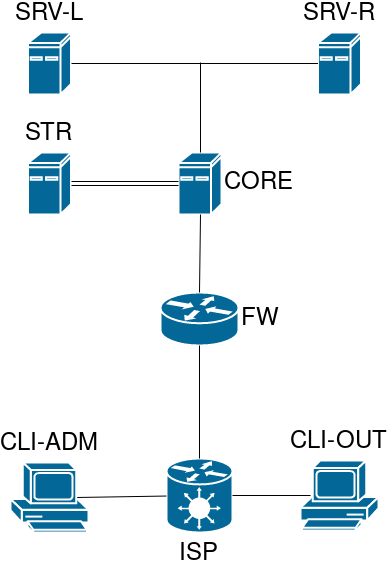 SRV-L
SRV-R
STR
CORE
FW
CLI-ADM
CLI-OUT
ISP